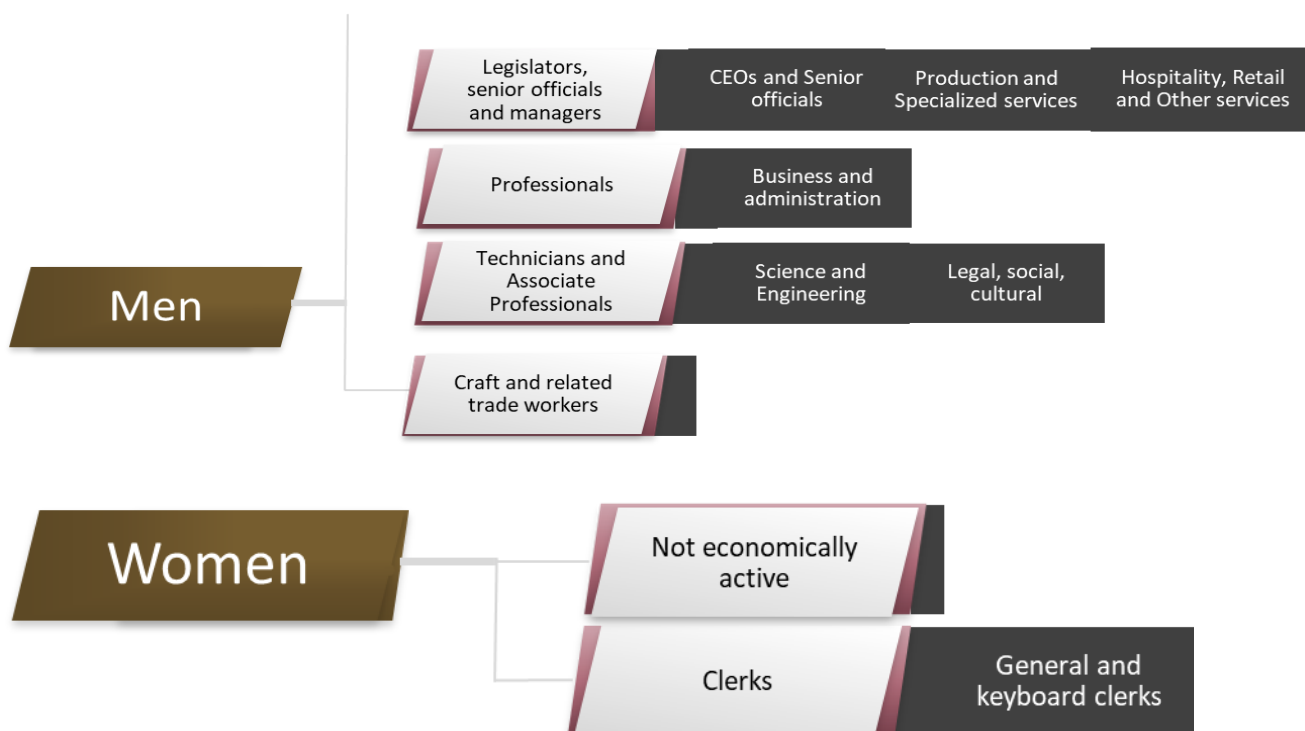 Legislators,
senior officials
and managers
CEOs and Senior
officials
Production and
Specialized services
Hospitality, Retail
and Other services
Professionals
Business and
administration
Men
Technicians and
Associate
Professionals
Science and
Engineering
Legal, social,
cultural
Craft and related
trade workers
Women
Not economically
active
Clerks
General and
keyboard clerks